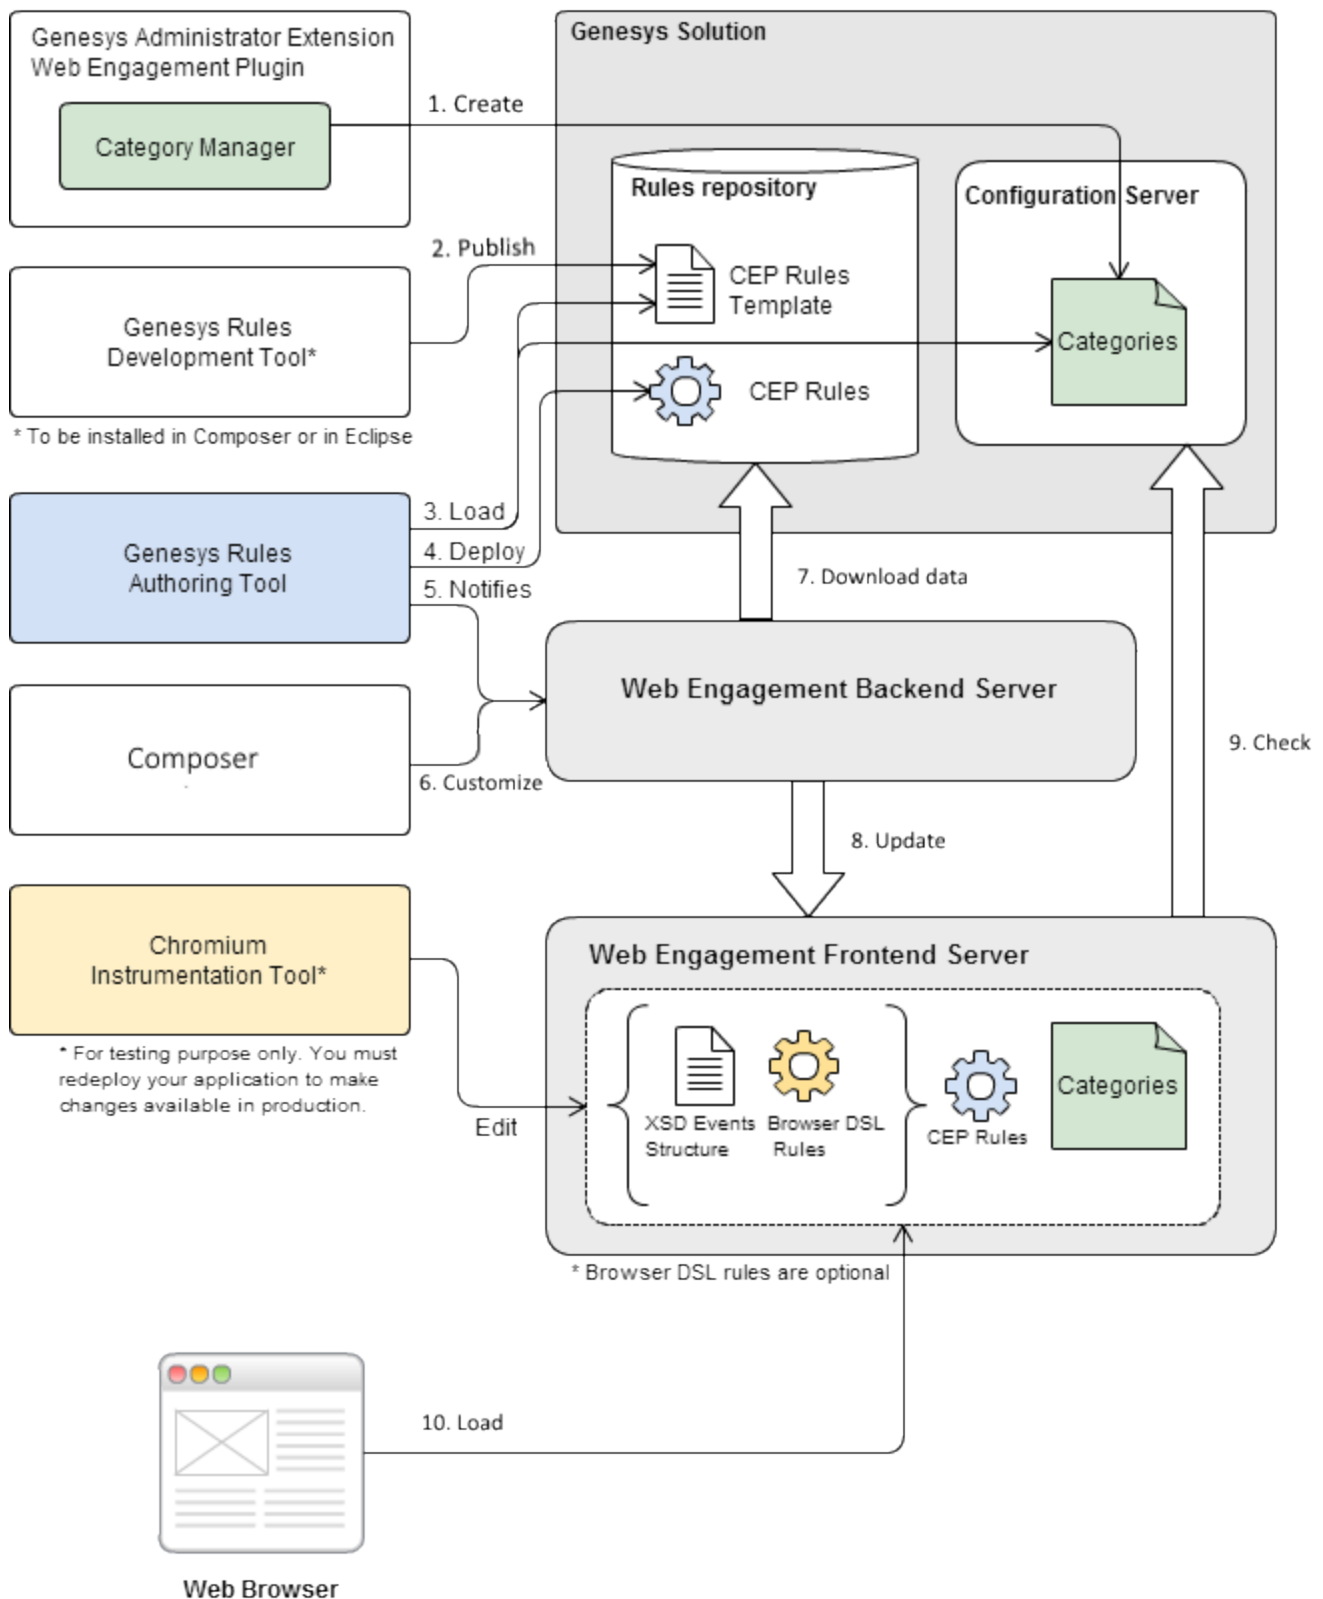 Genesys Administrator Extension
Web Engagement Plugin
Category Manager
1. Create
Genesys Solution
Rules repository
Configuration Server
2. Publish
CEP Rules
Template
Genesys Rules
Development Tool*
Categories
CEP Rules
* To be installed in Composer or in Eclipse
3. Load
4. Deploy
5. Notifies
Genesys Rules
Authoring Tool
7. Download data
Web Engagement Backend Server
Composer
6. Customize
9. Check
8. Update
Chromium
Instrumentation Tool*
* For testing purpose only. You must
redeploy your application to make
changes available in production.
Edit
Web Engagement Frontend Server
XSD Events
Structure
Browser DSL
Rules
CEP Rules
Categories
* Browser DSL rules are optional
10. Load
Web Browser